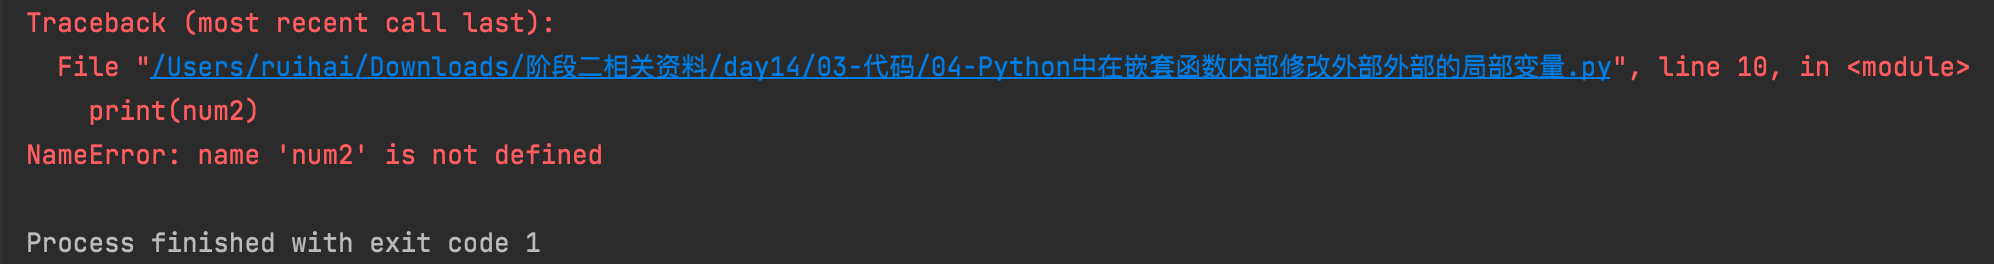 Traceback (most recent call last):
  File "/Users/ruihai/Downloads/阶段二相关资料/day14/03-代码/04-Python中在嵌套函数内部修改外部外部的局部变量.py", line 10, in <module>
    print(num2)
NameError: name 'num2' is not defined

Process finished with exit code 1